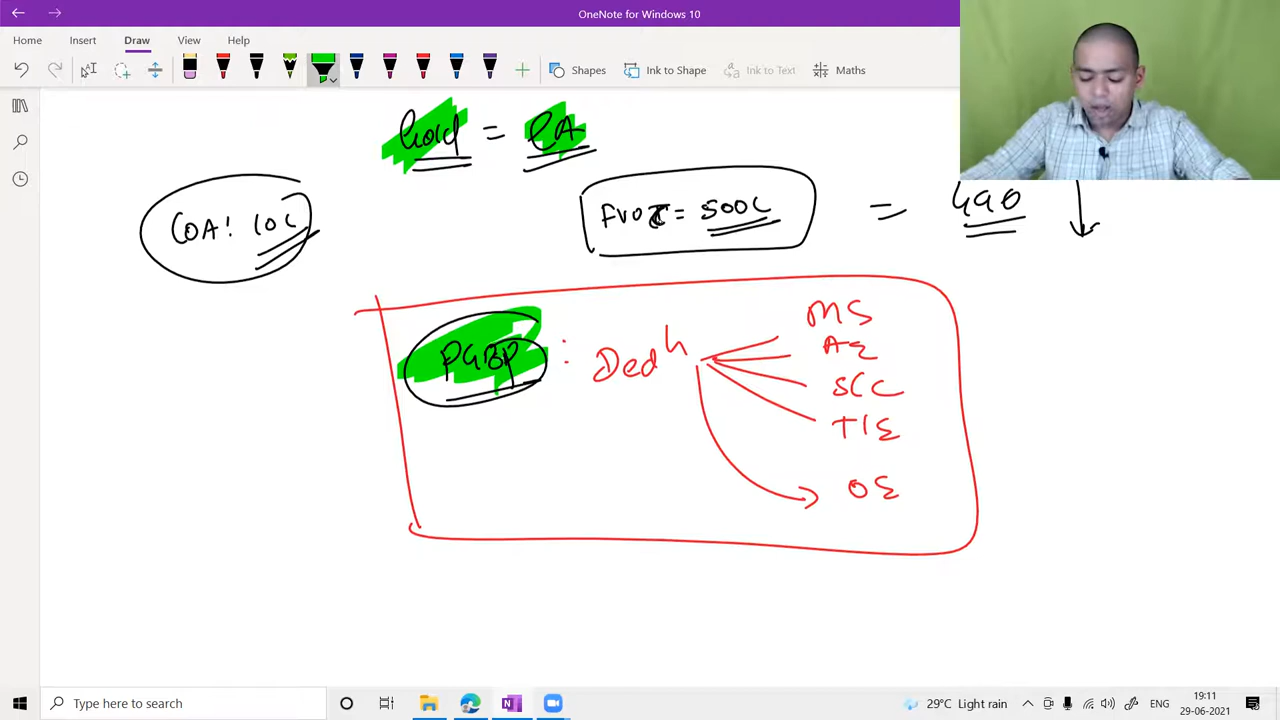 OneNote for Windows 10
Home Insert Draw View Help
Shapes Ink to Shape Ink to Text Maths
Gold = CA
COA: 10C FVOC = 500C = 490
PGBP : Dedn MS
AE
SCC
TIE
OE
Type here to search 29°C Light rain ENG 19:11
29-06-2021